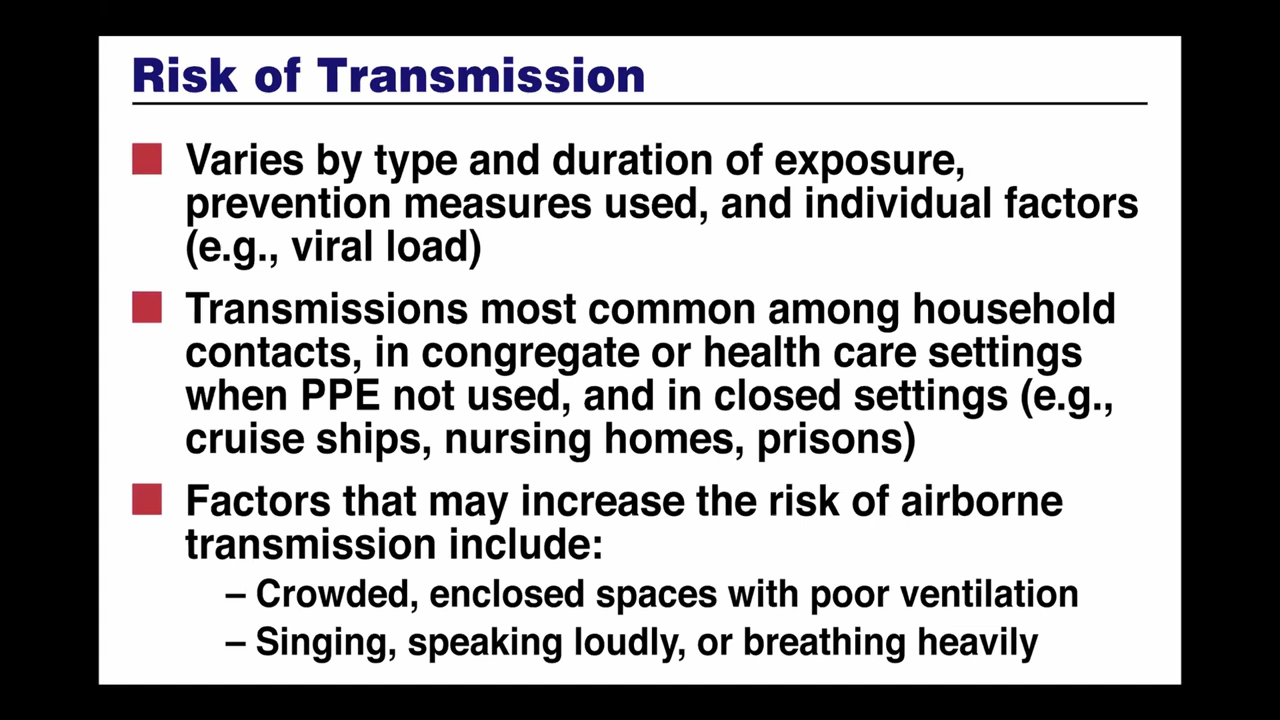 Risk of Transmission
Varies by type and duration of exposure,
prevention measures used, and individual factors
(e.g., viral load)
Transmissions most common among household
contacts, in congregate or health care settings
when PPE not used, and in closed settings (e.g.,
cruise ships, nursing homes, prisons)
Factors that may increase the risk of airborne
transmission include:
– Crowded, enclosed spaces with poor ventilation
– Singing, speaking loudly, or breathing heavily